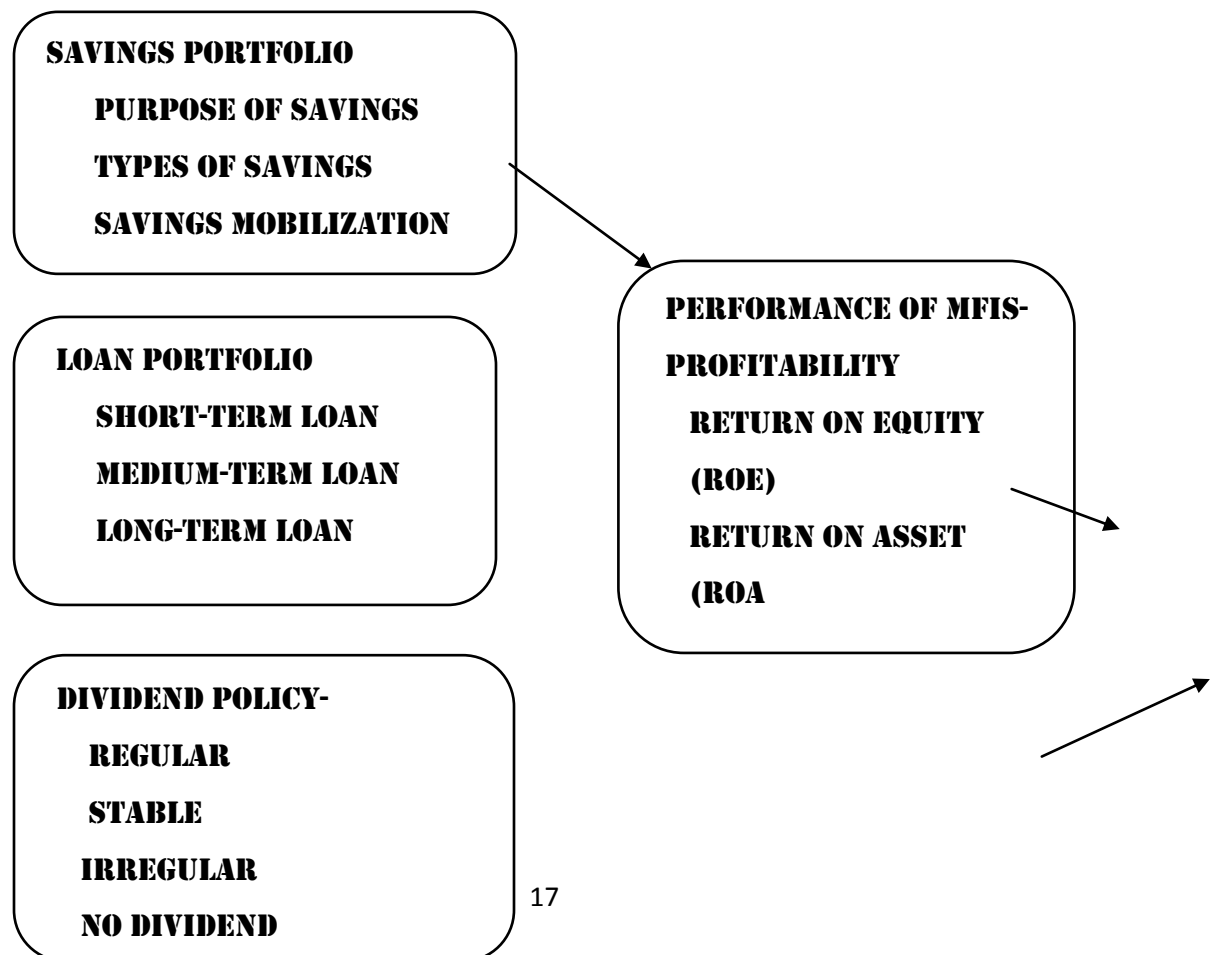 SAVINGS PORTFOLIO
PURPOSE OF SAVINGS
TYPES OF SAVINGS
SAVINGS MOBILIZATION
LOAN PORTFOLIO
SHORT-TERM LOAN
MEDIUM-TERM LOAN
LONG-TERM LOAN
DIVIDEND POLICY-
REGULAR
STABLE
IRREGULAR
NO DIVIDEND
PERFORMANCE OF MFIS-
PROFITABILITY
RETURN ON EQUITY
(ROE)
RETURN ON ASSET
(ROA
17